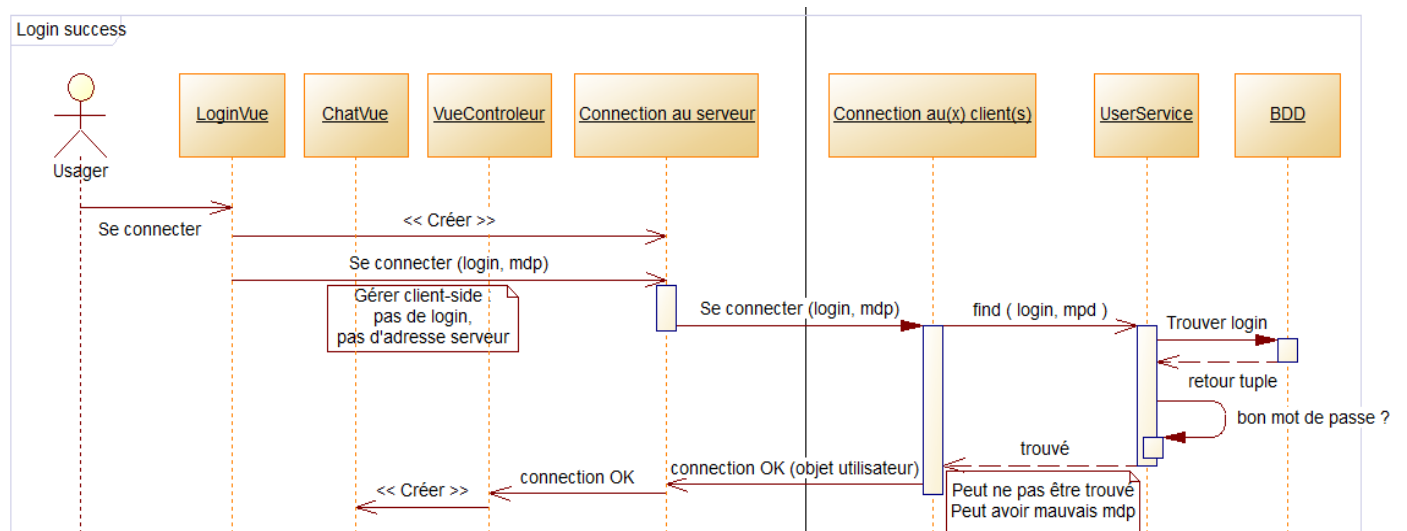 Login success
Usager
LoginVue
ChatVue
VueControleur
Connection au serveur
Connection au(x) client(s)
UserService
BDD
Se connecter
<< Créer >>
Se connecter (login, mdp)
Gérer client-side :
pas de login,
pas d'adresse serveur
Se connecter (login, mdp)
find ( login, mpd )
Trouver login
retour tuple
bon mot de passe ?
trouvé
connection OK (objet utilisateur)
connection OK
<< Créer >>
Peut ne pas être trouvé
Peut avoir mauvais mdp